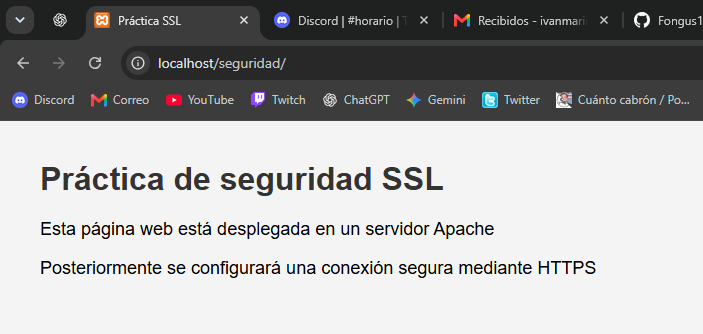 Práctica SSL
Discord | #horario | T
Recibidos - ivanmari
Fongus1
localhost/seguridad/
Discord
Correo
YouTube
Twitch
ChatGPT
Gemini
Twitter
Cuánto cabrón / Po...
Práctica de seguridad SSL
Esta página web está desplegada en un servidor Apache
Posteriormente se configurará una conexión segura mediante HTTPS